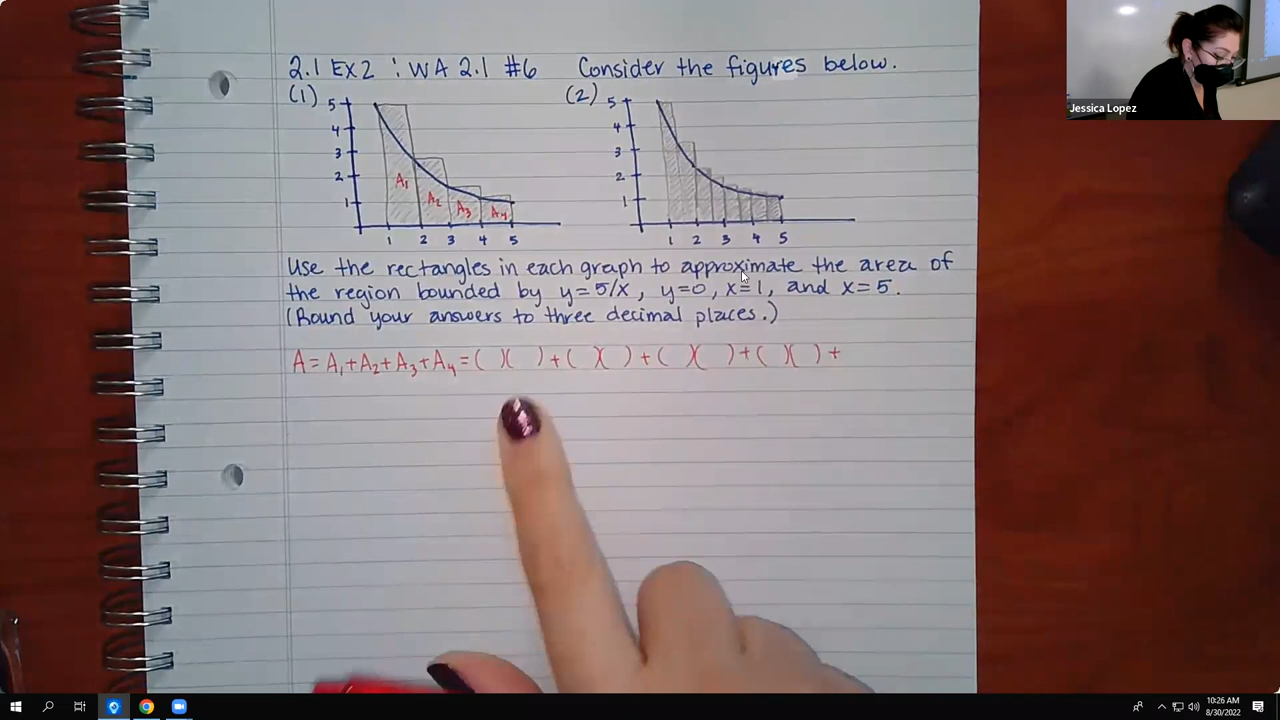 2.1 Ex2 : WA 2.1 #6 Consider the figures below.
(1) 5 4 3 2 1
A₁ A₂ A₃ A₄
1 2 3 4 5
(2) 5 4 3 2 1
1 2 3 4 5
Use the rectangles in each graph to approximate the area of
the region bounded by y=5/x, y=0, x=1, and x=5.
(Round your answers to three decimal places.)
A=A₁+A₂+A₃+A₄=( )( )+( )( )+( )( )+( )( )+
Jessica Lopez
10:26 AM
8/30/2022